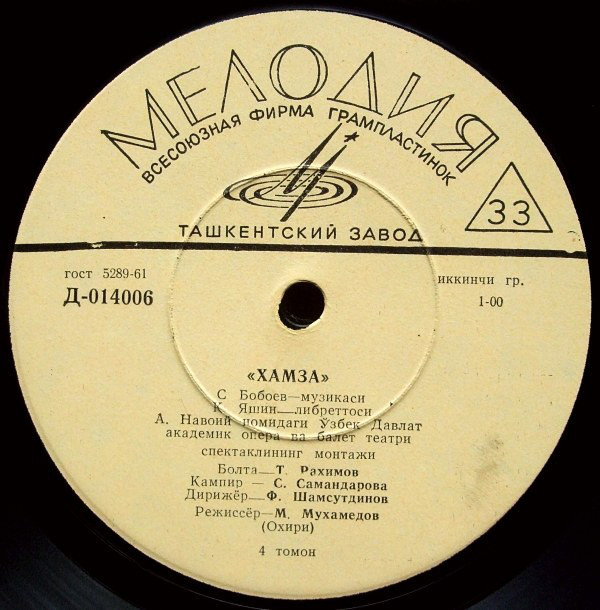 МЕЛОДИЯ
ВСЕСОЮЗНАЯ ФИРМА ГРАМПЛАСТИНОК
33
ТАШКЕНТСКИЙ ЗАВОД
гост 5289-61
иккинчи гр.
Д-014006
1-00
«ХАМЗА»
С Бобоев—музикаси
К Яшин—либреттоси
А. Навоий номидаги Ўзбек Давлат
академик опера ва балет театри
спектаклининг монтажи
Болта—Т. Рахимов
Кампир — С. Самандарова
Дирижёр—Ф. Шамсутдинов
Режиссёр—М. Мухамедов
(Охири)
4 томон